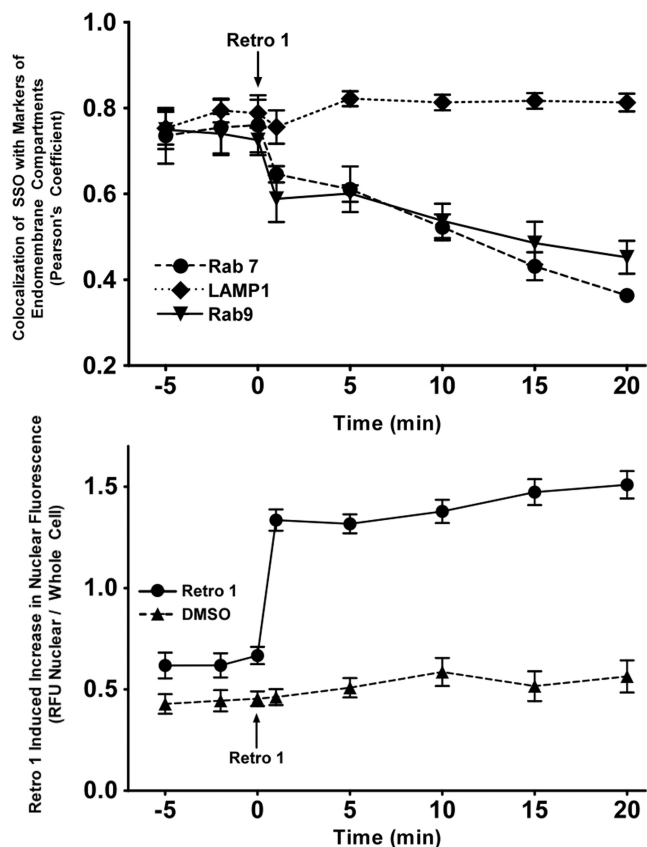 Colocalization of SSO with Markers of
Endomembrane Compartments
(Pearson's Coefficient)
1.0
0.8
0.6
0.4
0.2
Retro 1
Rab 7
LAMP1
Rab9
-5
0
5
10
15
20
Time (min)
Retro 1 Induced Increase in Nuclear Fluorescence
(RFU Nuclear / Whole Cell)
1.5
1.0
0.5
0.0
Retro 1
DMSO
Retro 1
-5
0
5
10
15
20
Time (min)